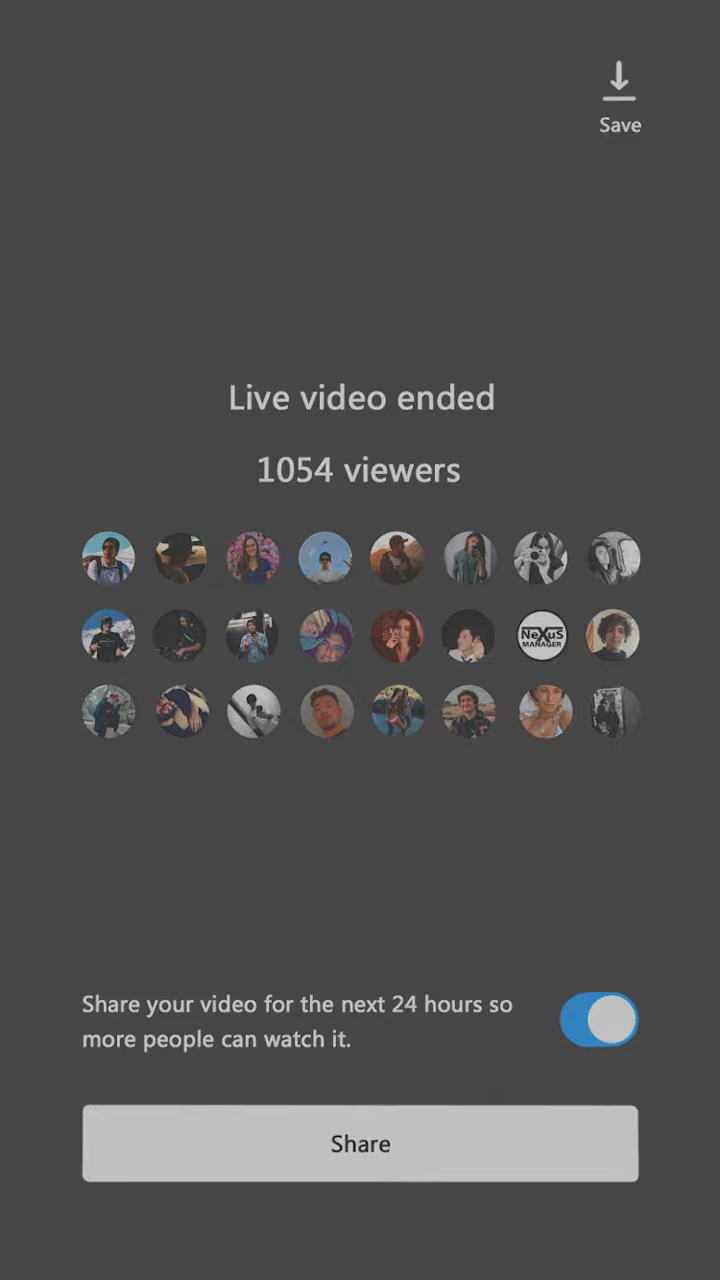 Save
Live video ended
1054 viewers
NeXuS
MANAGER
Share your video for the next 24 hours so
more people can watch it.
Share